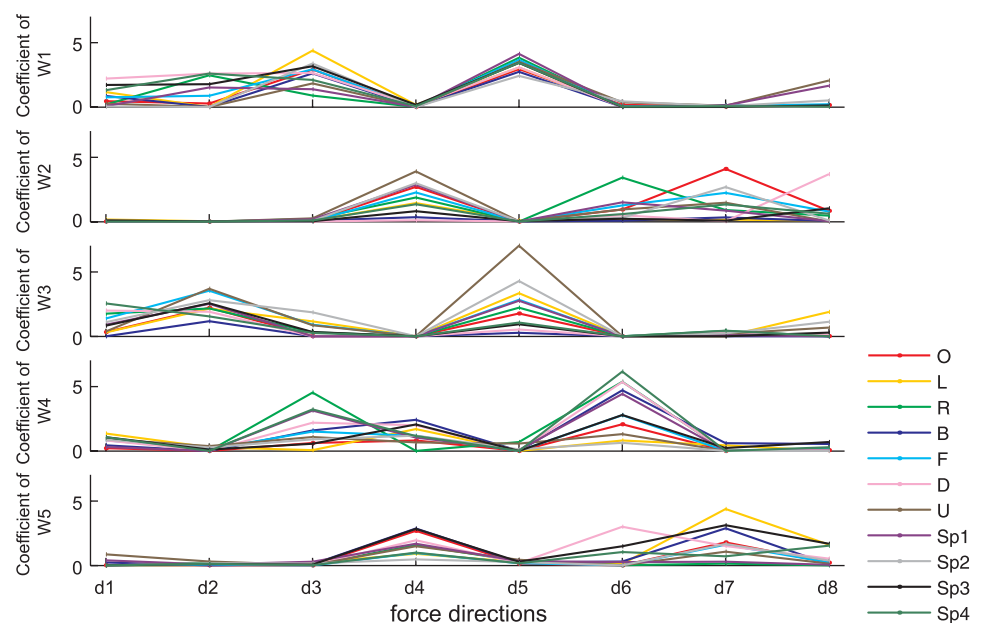 Coefficient of
W1
5
0
Coefficient of
W2
5
0
Coefficient of
W3
5
0
Coefficient of
W4
5
0
Coefficient of
W5
5
0
d1 d2 d3 d4 d5 d6 d7 d8
force directions
O
L
R
B
F
D
U
Sp1
Sp2
Sp3
Sp4